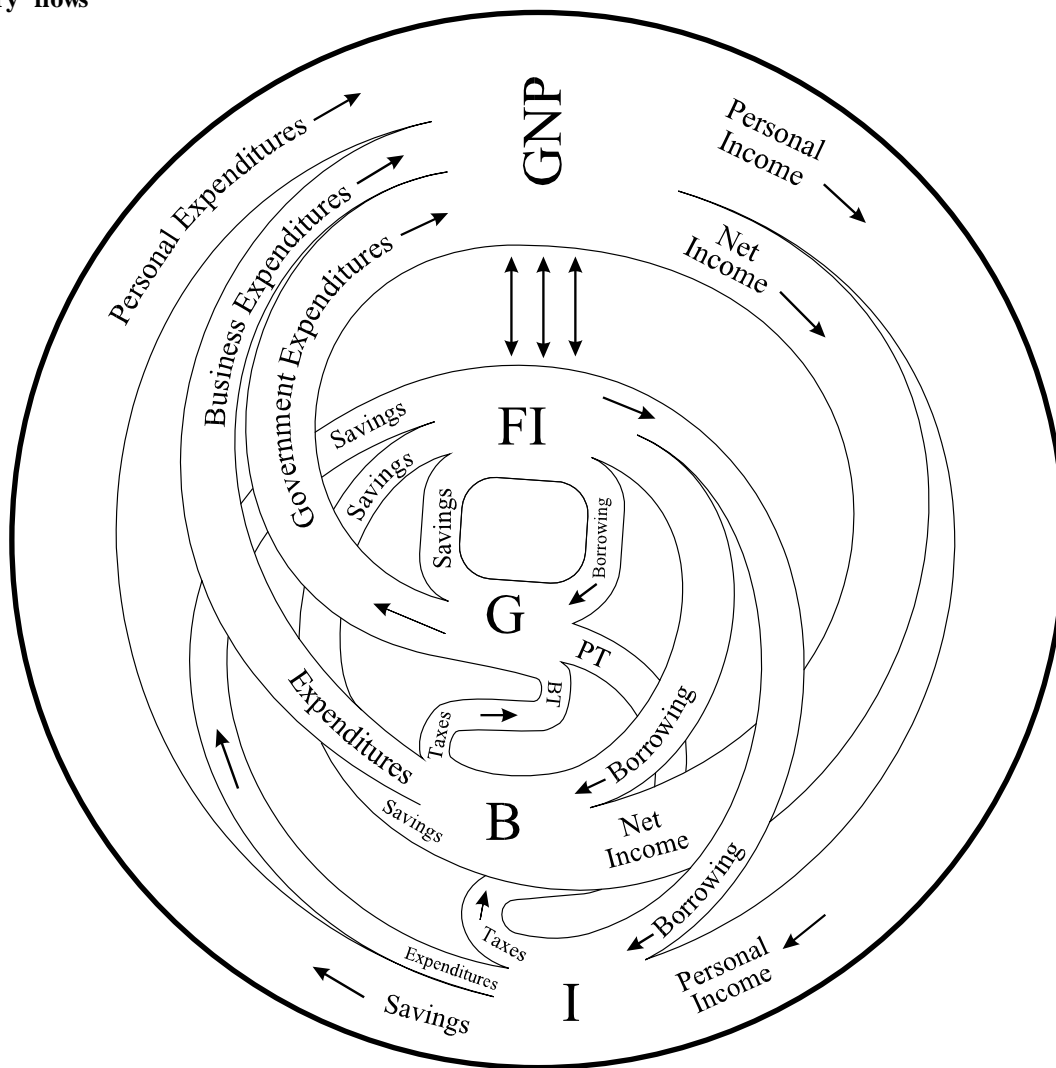 flows
GNP
Personal Expenditures
Business Expenditures
Government Expenditures
Personal
Income
Net
Income
FI
Savings
Savings
Savings
Borrowing
G
PT
BT
Taxes
Expenditures
Borrowing
B
Savings
Net
Income
Borrowing
Taxes
Expenditures
Savings
I
Personal
Income